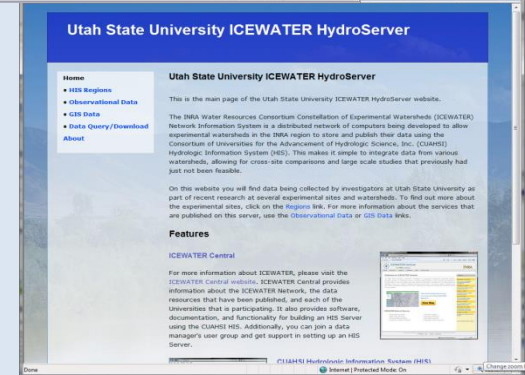 Utah State University ICEWATER HydroServer
Home
• HIS Regions
• Observational Data
• GIS Data
• Data Query/Download
About
Utah State University ICEWATER HydroServer
This is the main page of the Utah State University ICEWATER HydroServer website.
The INRA Water Resources Consortium Constellation of Experimental Watersheds (ICEWATER)
Network Information System is a distributed network of computers being developed to allow
experimental watersheds in the INRA region to store and publish their data using the
Consortium of Universities for the Advancement of Hydrologic Science, Inc. (CUAHSI)
Hydrologic Information System (HIS). This makes it simple to integrate data from various
watersheds, allowing for cross-site comparisons and large scale studies that previously had
just not been feasible.
On this website you will find data being collected by investigators at Utah State University as
part of recent research at several experimental sites and watersheds. To find out more about
the experimental sites, click on the Regions link. For more information about the services that
are published on this server, use the Observational Data or GIS Data links.
Features
ICEWATER Central
For more information about ICEWATER, please visit the
ICEWATER Central website. ICEWATER Central provides
information about the ICEWATER Network, the data
resources that have been published, and each of the
Universities that is participating. It also provides software,
documentation, and functionality for building an HIS Server
using the CUAHSI HIS. Additionally, you can join a data
manager's user group and get support in setting up an HIS
Server.
CUAHSI Hydrologic Information System (HIS)
Done
Internet | Protected Mode: On
Change zoom